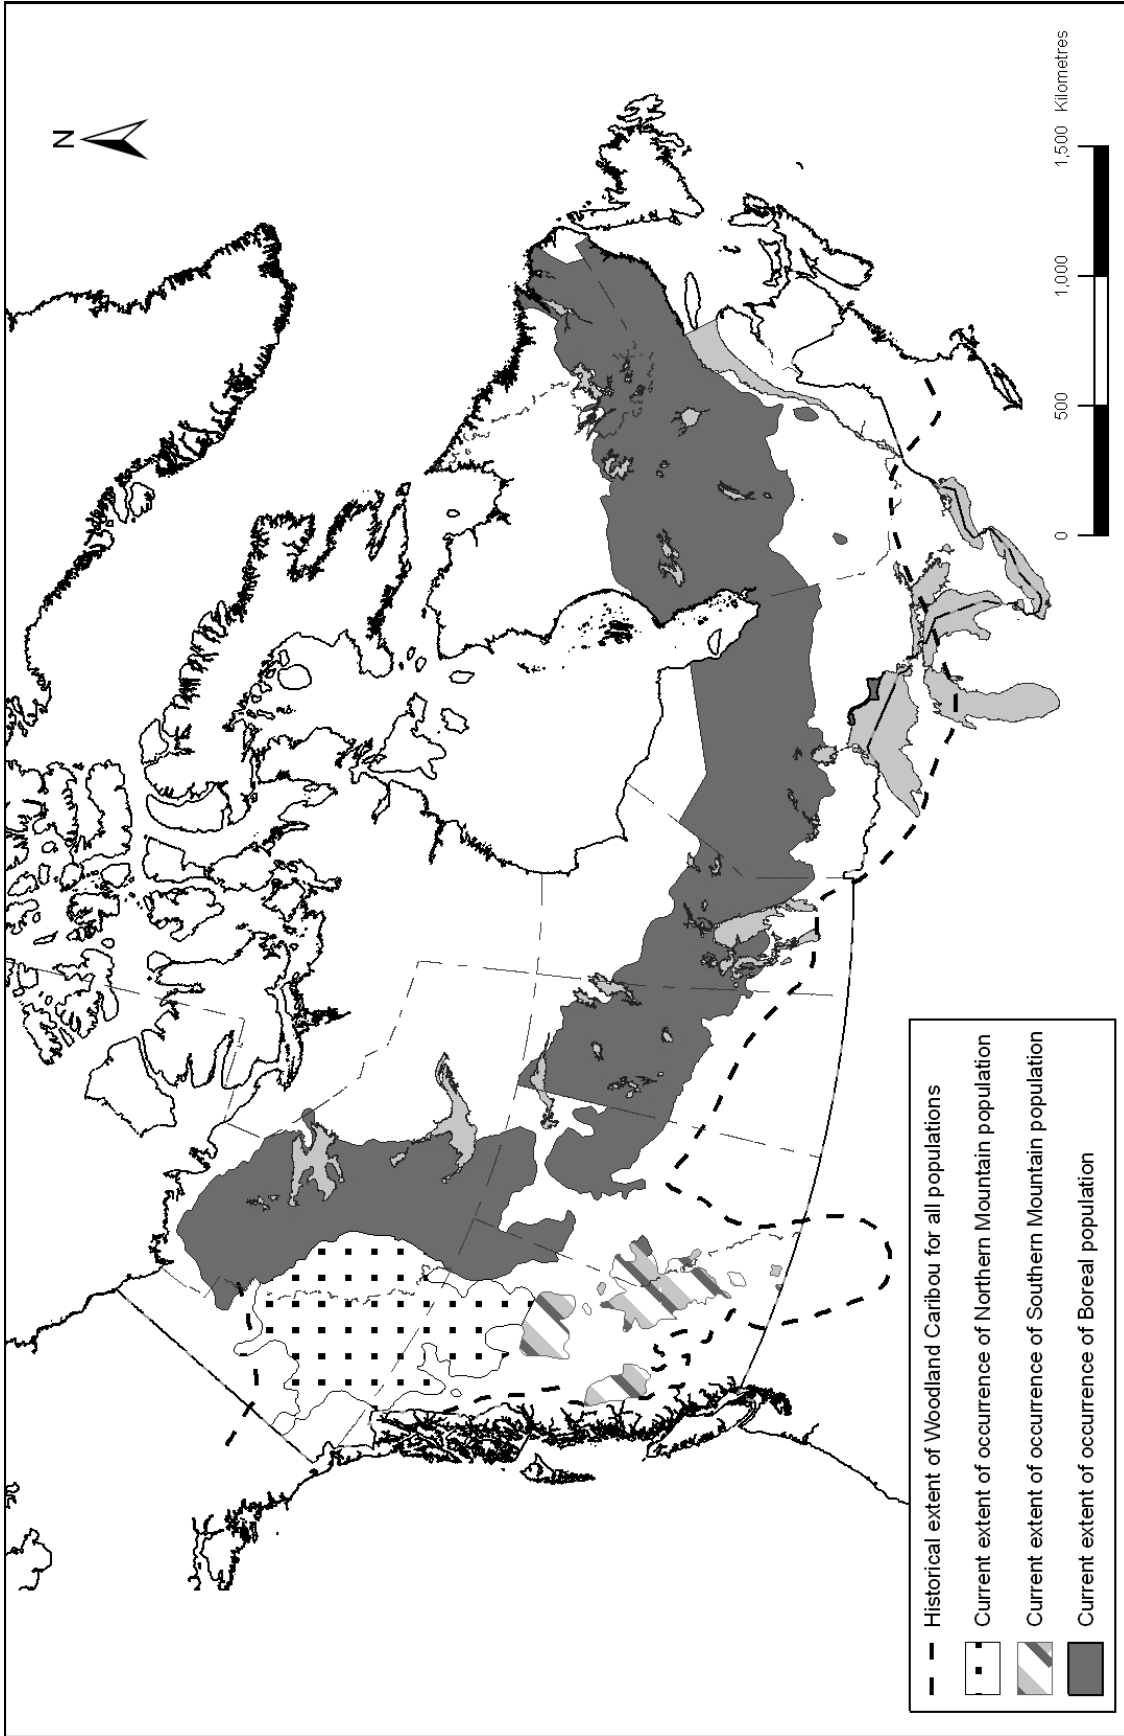 N
Historical extent of Woodland Caribou for all populations
Current extent of occurrence of Northern Mountain population
Current extent of occurrence of Southern Mountain population
Current extent of occurrence of Boreal population
0 500 1,000 1,500 Kilometres